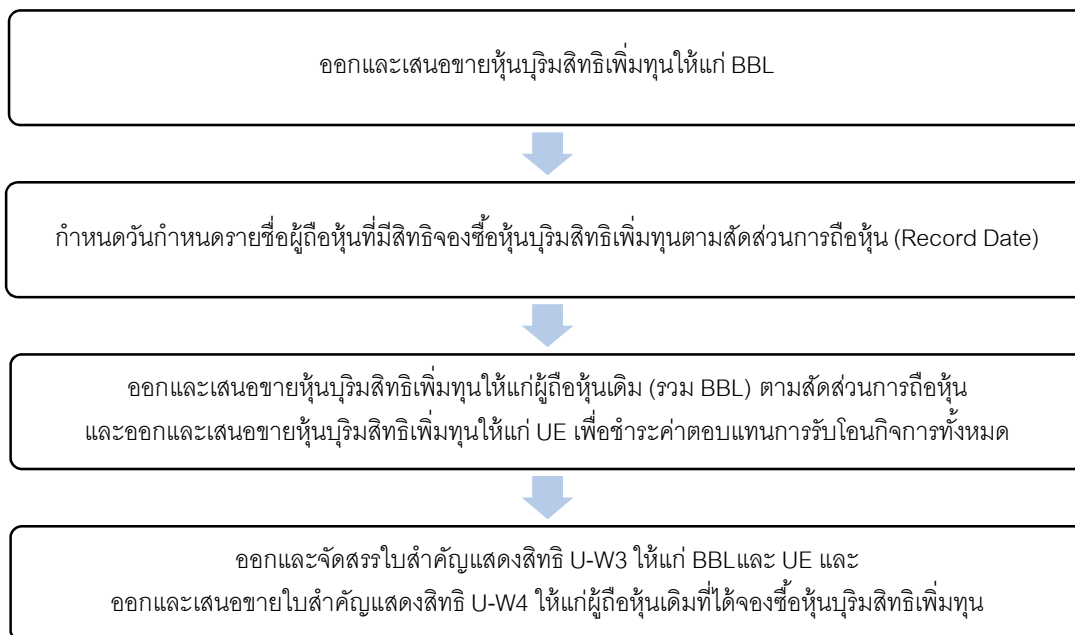 ออกและเสนอขายหุ้นบุริมสิทธิเพิ่มทุนให้แก่ BBL
กำหนดวันกำหนดรายชื่อผู้ถือหุ้นที่มีสิทธิจองซื้อหุ้นบุริมสิทธิเพิ่มทุนตามสัดส่วนการถือหุ้น (Record Date)
ออกและเสนอขายหุ้นบุริมสิทธิเพิ่มทุนให้แก่ผู้ถือหุ้นเดิม (รวม BBL) ตามสัดส่วนการถือหุ้น
และออกและเสนอขายหุ้นบุริมสิทธิเพิ่มทุนให้แก่ UE เพื่อชำระค่าตอบแทนการรับโอนกิจการทั้งหมด
ออกและจัดสรรใบสำคัญแสดงสิทธิ U-W3 ให้แก่ BBLและ UE และ
ออกและเสนอขายใบสำคัญแสดงสิทธิ U-W4 ให้แก่ผู้ถือหุ้นเดิมที่ได้จองซื้อหุ้นบุริมสิทธิเพิ่มทุน